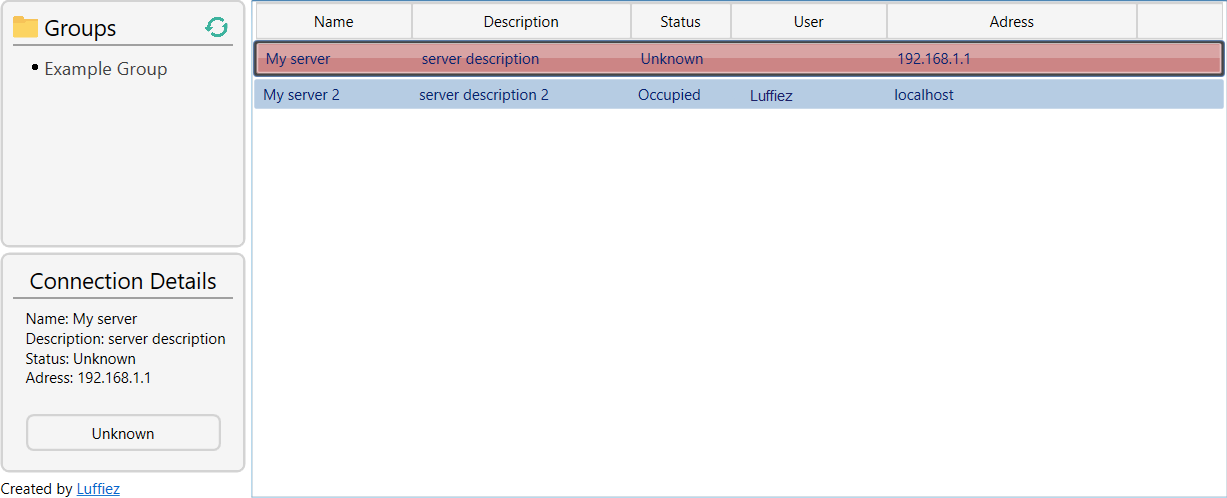 Groups
Example Group
Name Description Status User Adress
My server server description Unknown 192.168.1.1
My server 2 server description 2 Occupied Luffiez localhost
Connection Details
Name: My server
Description: server description
Status: Unknown
Adress: 192.168.1.1
Unknown
Created by Luffiez